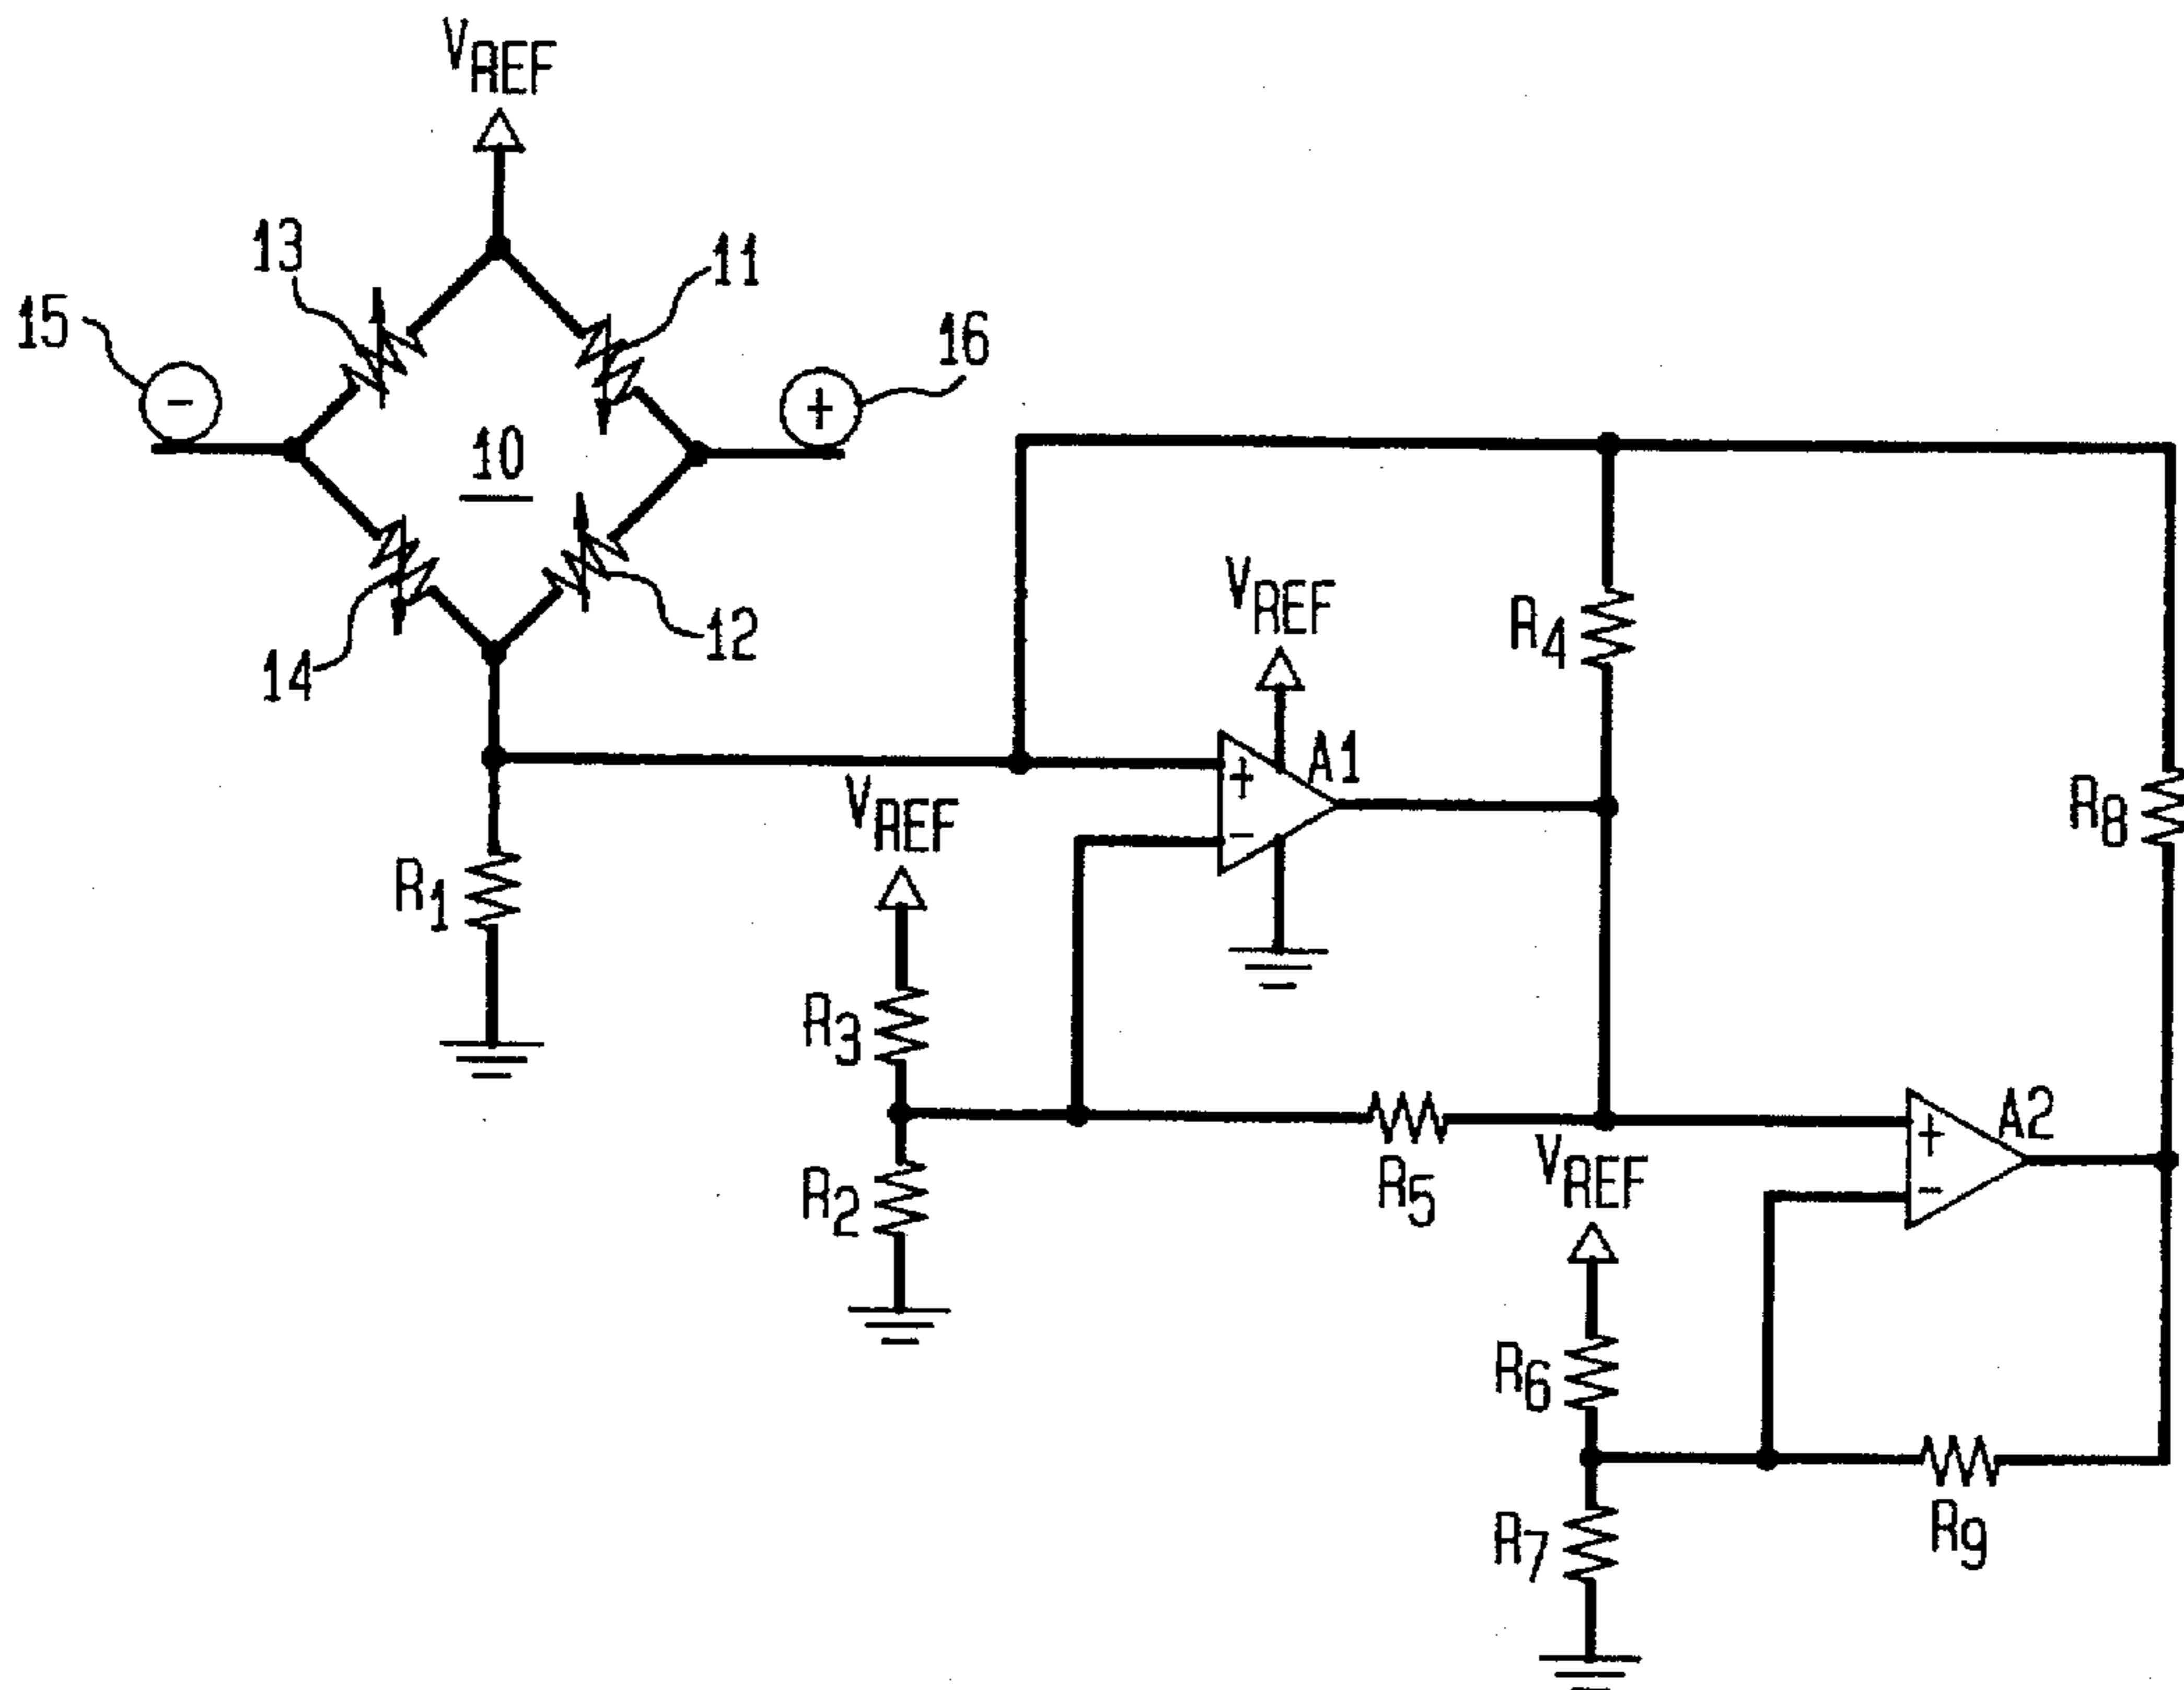 VREF
13
11
15
16
-
+
10
VREF
R4
12
14
A1
+
VREF
-
R8
R1
R3
A2
+
VREF
R2
R5
-
R6
R9
R7